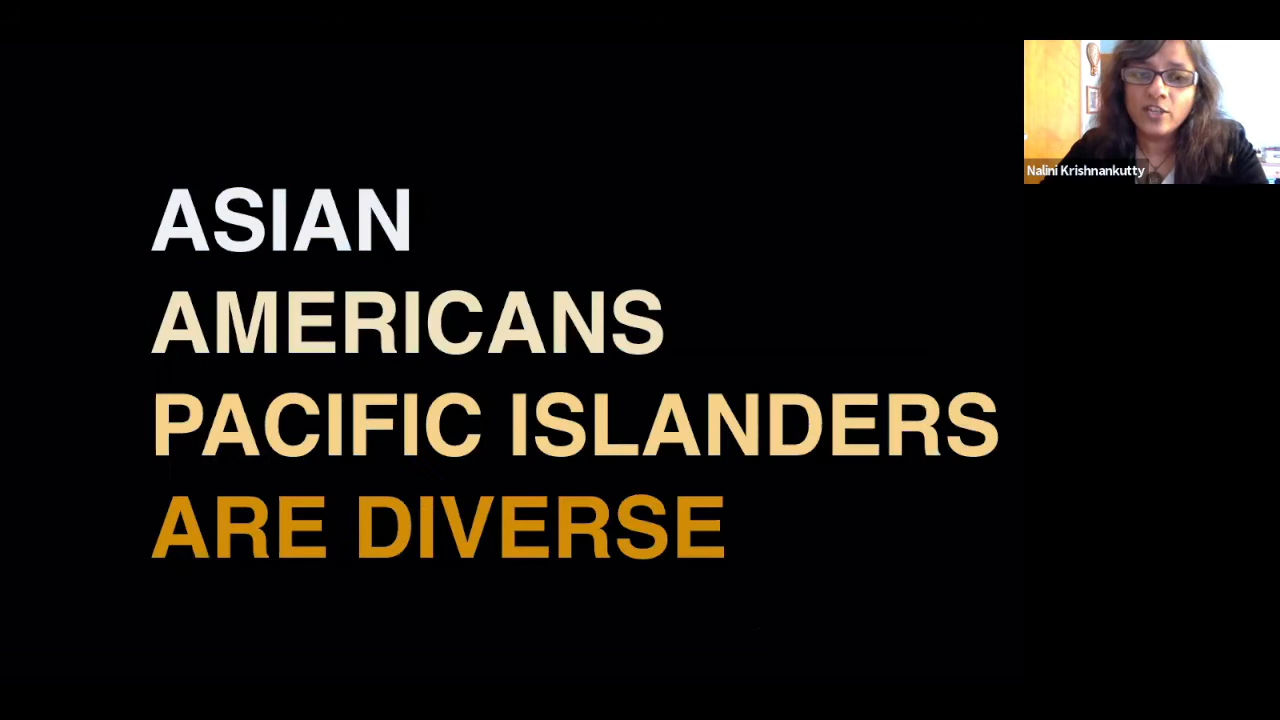 ASIAN
AMERICANS
PACIFIC ISLANDERS
ARE DIVERSE
Nalini Krishnankutty